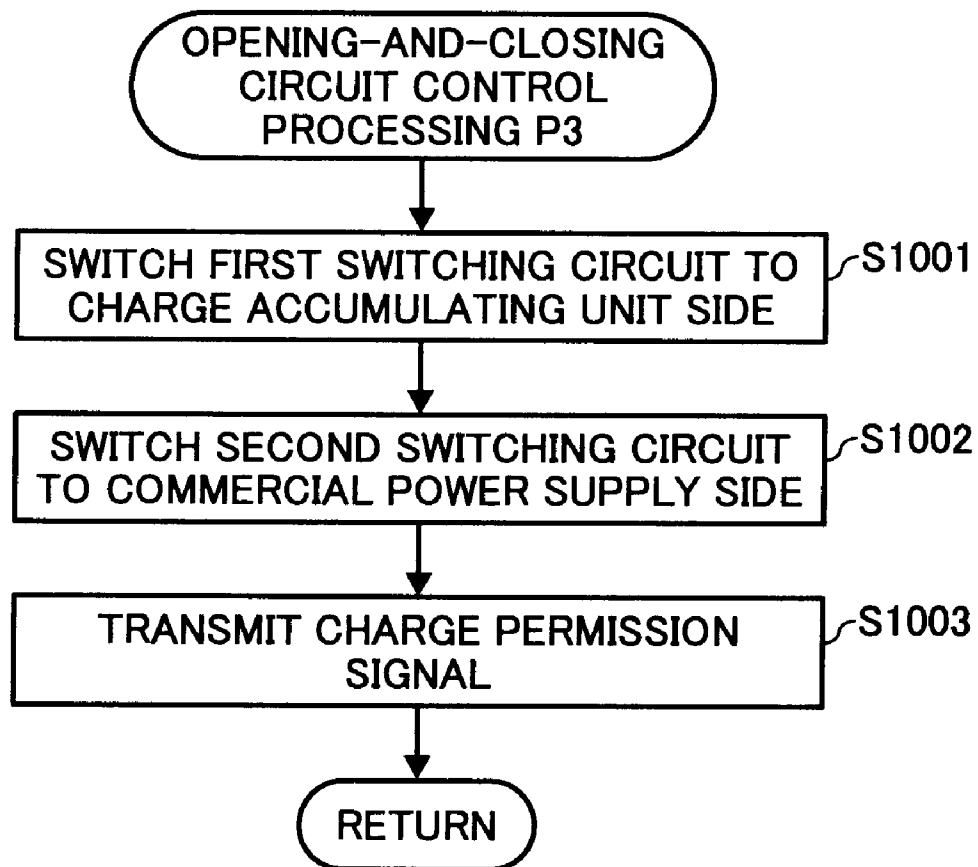 OPENING-AND-CLOSING
CIRCUIT CONTROL
PROCESSING P3
SWITCH FIRST SWITCHING CIRCUIT TO
CHARGE ACCUMULATING UNIT SIDE
S1001
SWITCH SECOND SWITCHING CIRCUIT
TO COMMERCIAL POWER SUPPLY SIDE
S1002
TRANSMIT CHARGE PERMISSION
SIGNAL
S1003
RETURN